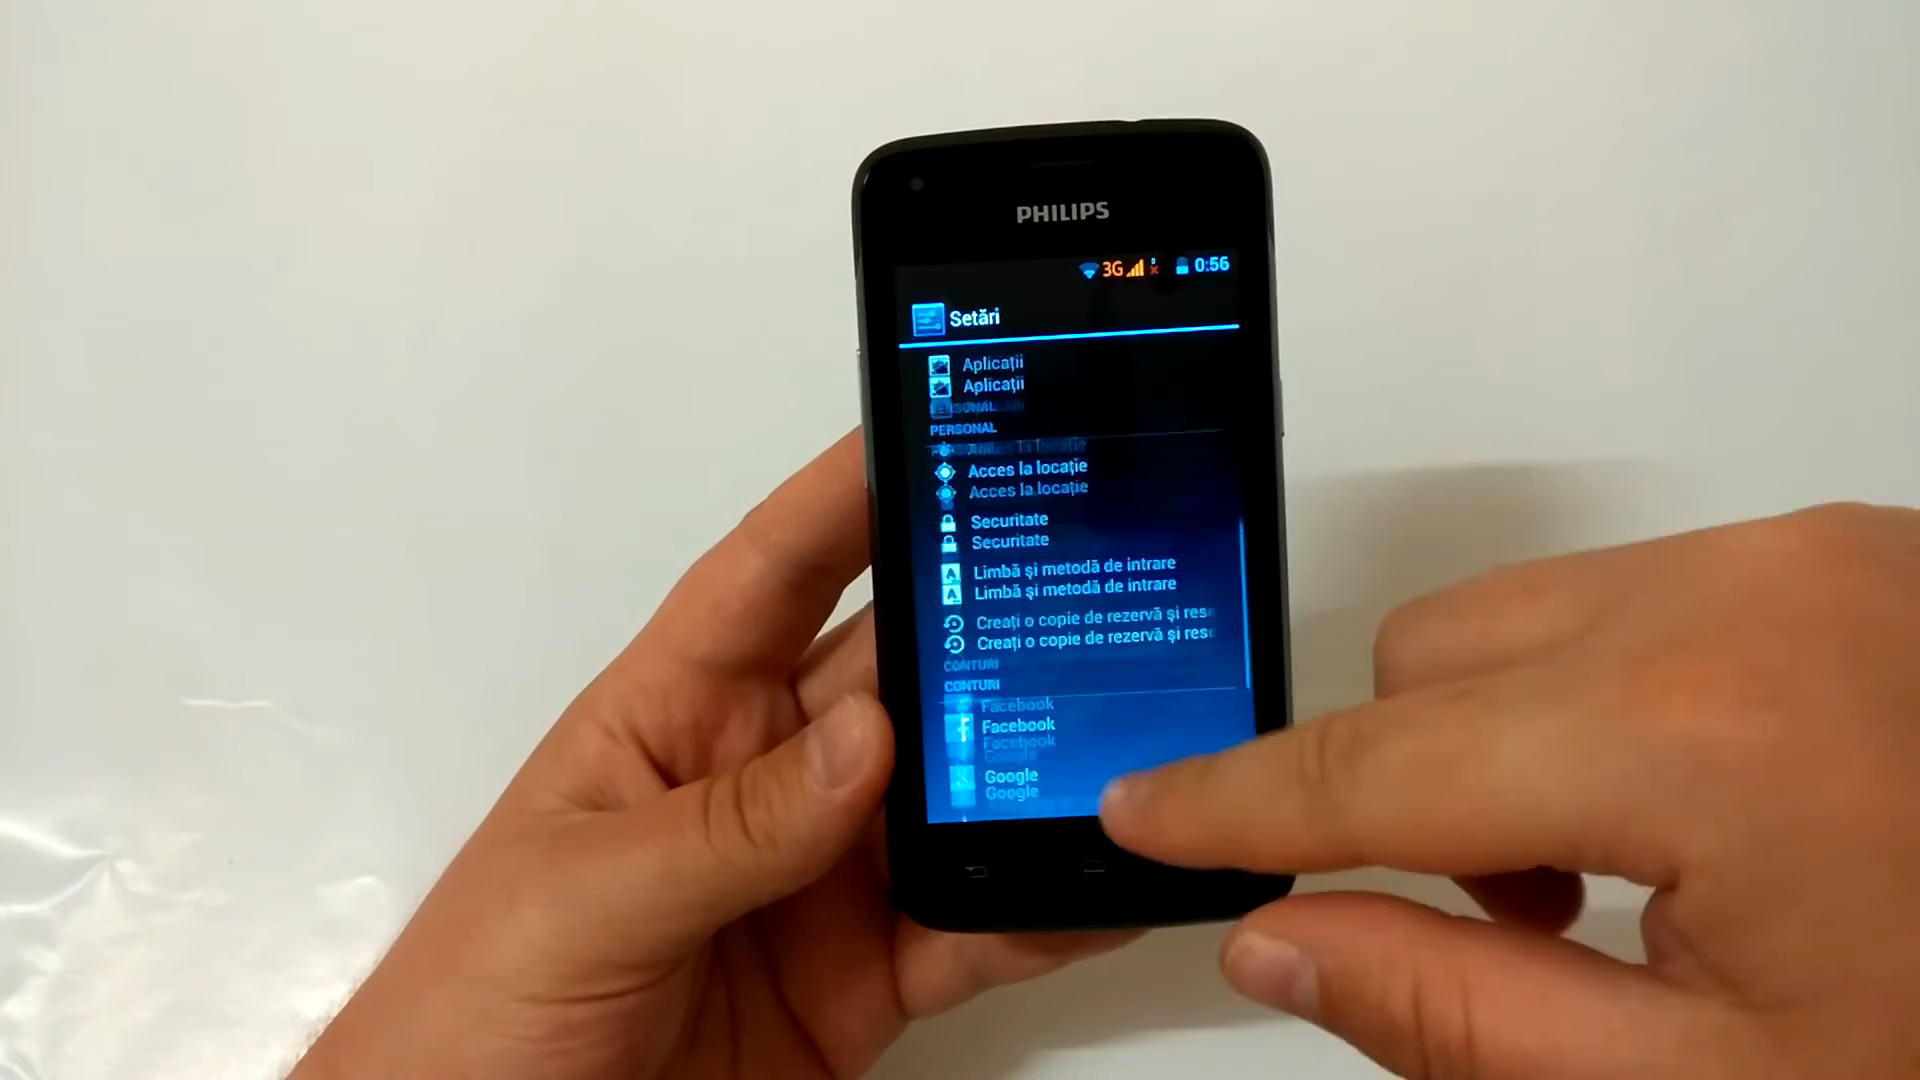 PHILIPS
3G 0:56
Setări
Aplicații
Aplicații
PERSONAL
PERSONAL
Acces la locație
Acces la locație
Securitate
Securitate
Limbă și metodă de intrare
Limbă și metodă de intrare
Creați o copie de rezervă și rese
Creați o copie de rezervă și rese
CONTURI
CONTURI
Facebook
Facebook
Facebook
Google
Google
Google